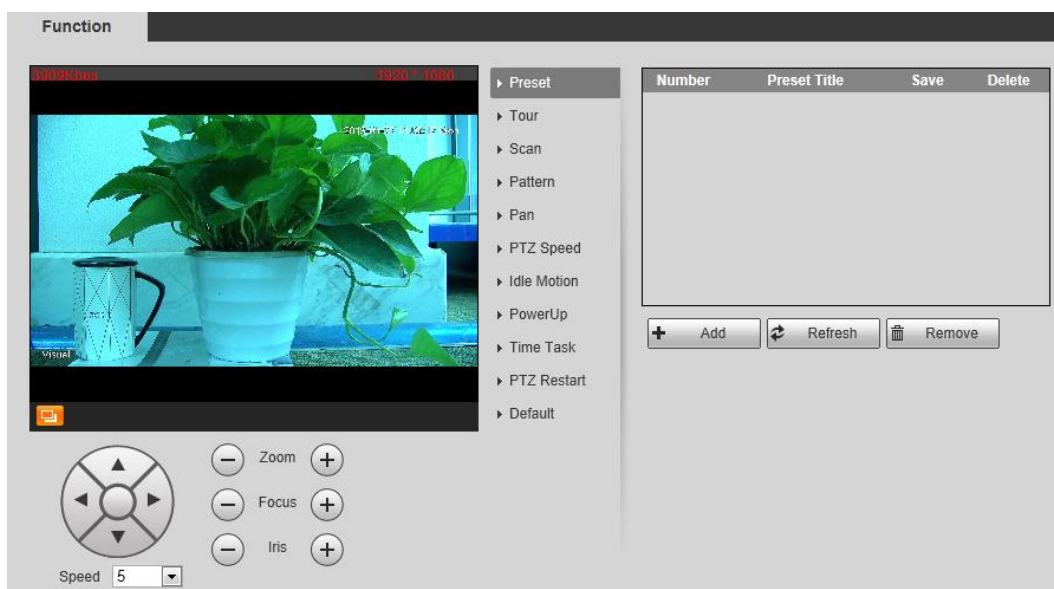 Function
3909Kbps 1920 * 1080
Visual
Preset
Tour
Scan
Pattern
Pan
PTZ Speed
Idle Motion
PowerUp
Time Task
PTZ Restart
Default
Number Preset Title Save Delete
Add Refresh Remove
Zoom
Focus
Iris
Speed 5